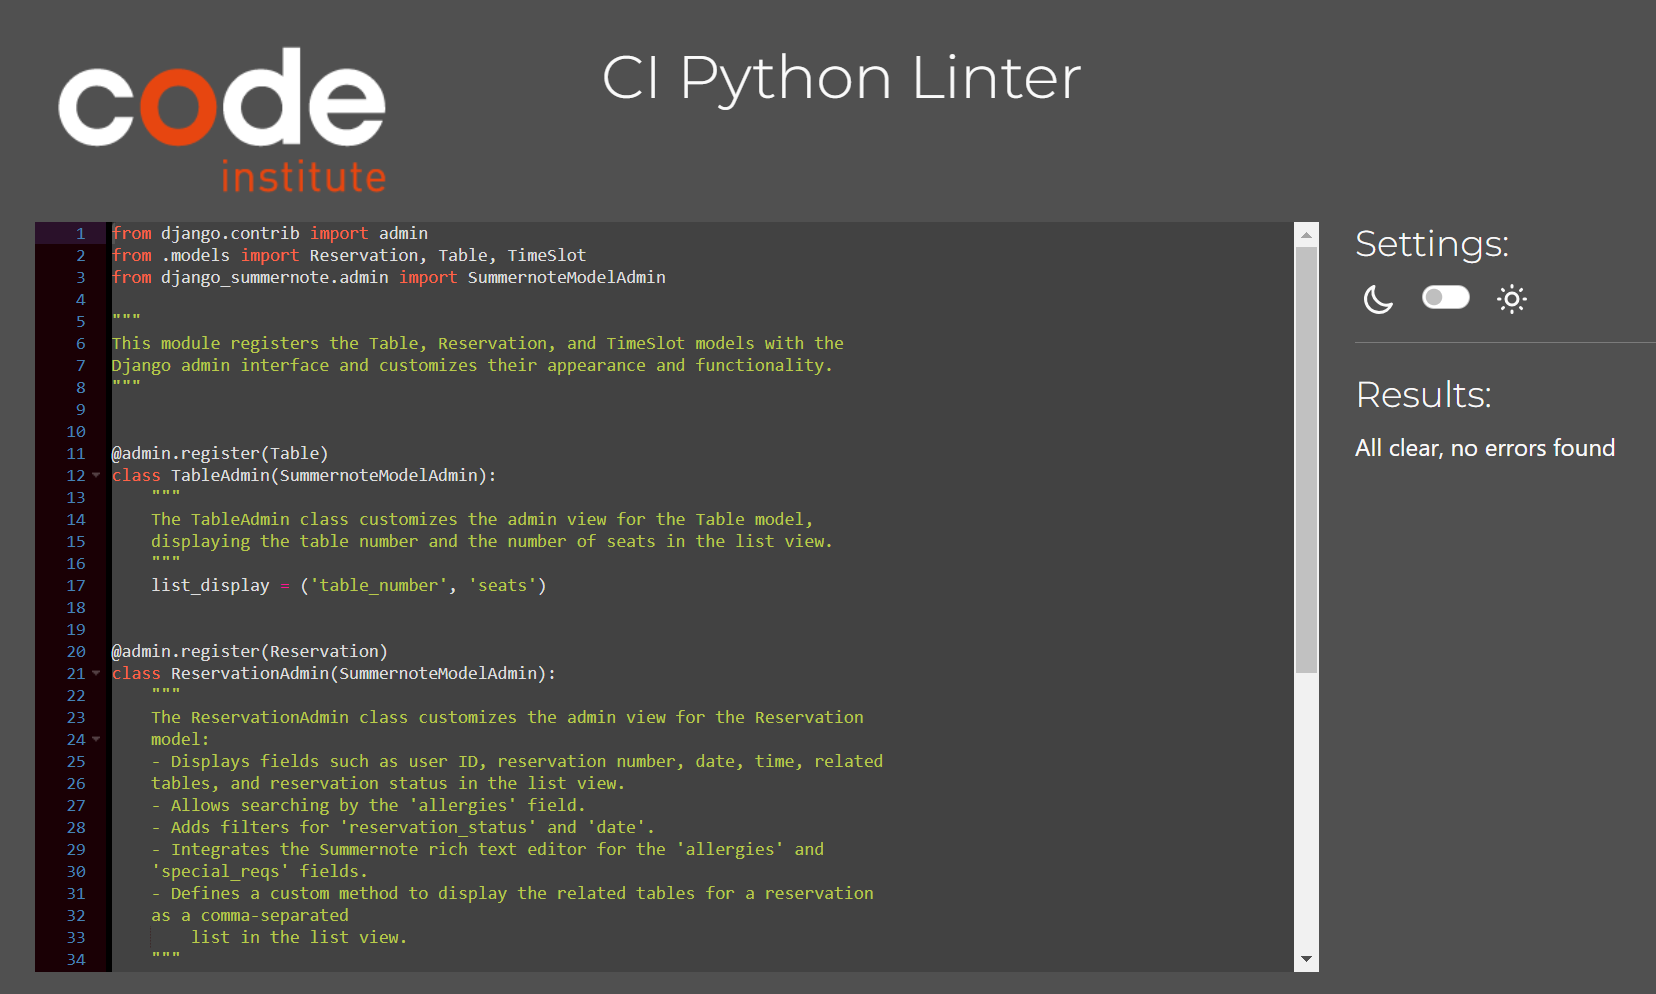 code
institute
CI Python Linter
1 from django.contrib import admin
2 from .models import Reservation, Table, TimeSlot
3 from django_summernote.admin import SummernoteModelAdmin
4
5 """
6 This module registers the Table, Reservation, and TimeSlot models with the
7 Django admin interface and customizes their appearance and functionality.
8 """
9
10
11 @admin.register(Table)
12 class TableAdmin(SummernoteModelAdmin):
13     """
14     The TableAdmin class customizes the admin view for the Table model,
15     displaying the table number and the number of seats in the list view.
16     """
17     list_display = ('table_number', 'seats')
18
19
20 @admin.register(Reservation)
21 class ReservationAdmin(SummernoteModelAdmin):
22     """
23     The ReservationAdmin class customizes the admin view for the Reservation
24     model:
25     - Displays fields such as user ID, reservation number, date, time, related
26     tables, and reservation status in the list view.
27     - Allows searching by the 'allergies' field.
28     - Adds filters for 'reservation_status' and 'date'.
29     - Integrates the Summernote rich text editor for the 'allergies' and
30     'special_reqs' fields.
31     - Defines a custom method to display the related tables for a reservation
32     as a comma-separated
33         list in the list view.
34     """
Settings:
Results:
All clear, no errors found